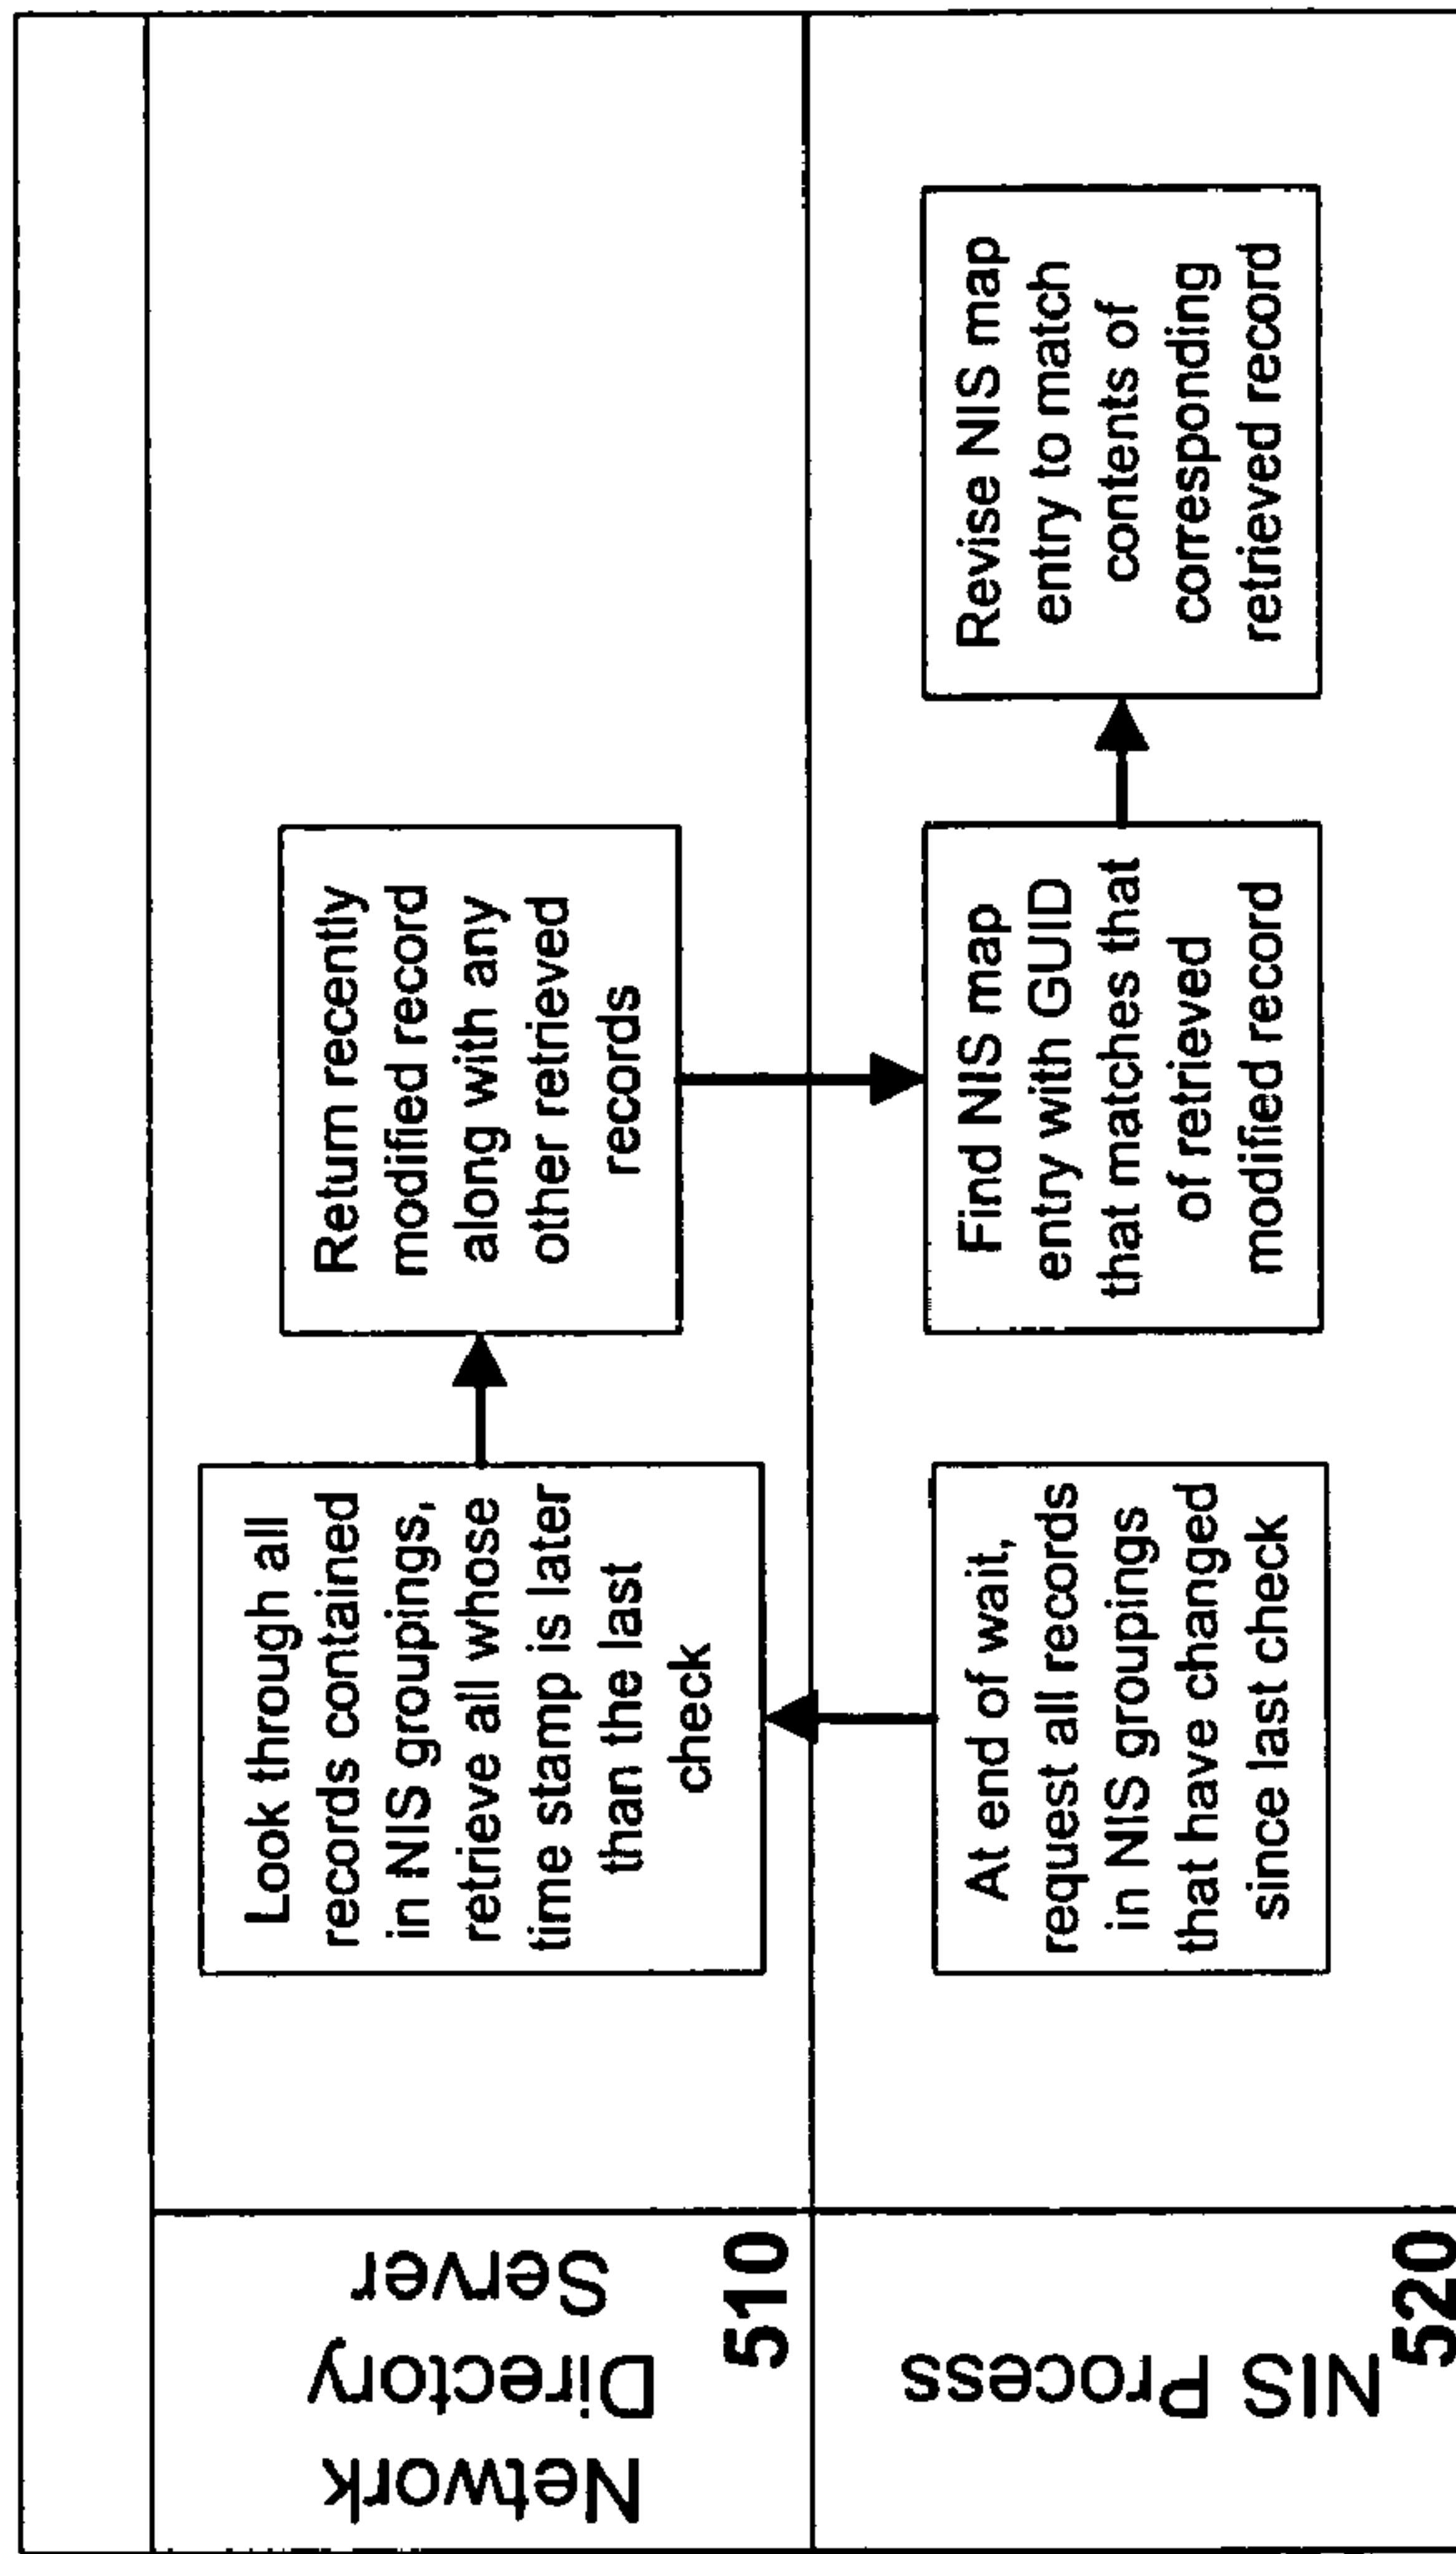 Network
Directory
Server
510
Look through all
records contained
in NIS groupings,
retrieve all whose
time stamp is later
than the last
check
Return recently
modified record
along with any
other retrieved
records
NIS Process
520
At end of wait,
request all records
in NIS groupings
that have changed
since last check
Find NIS map
entry with GUID
that matches that
of retrieved
modified record
Revise NIS map
entry to match
contents of
corresponding
retrieved record